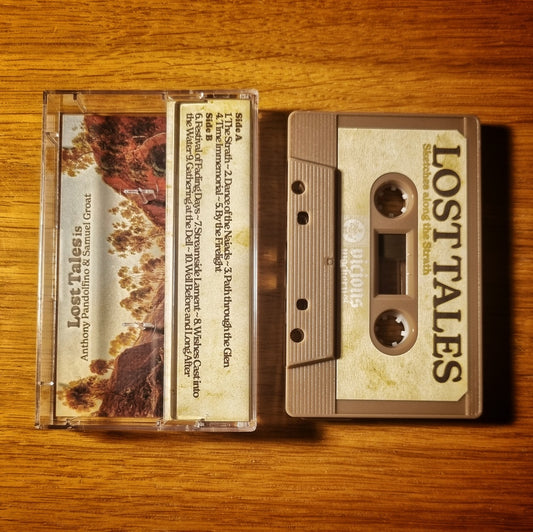 Side A
1. The Strath ~ 2. Dance of the Naiads ~ 3. Path through the Glen
4. Time Immemorial ~ 5. By the Firelight
Side B
6. Festival of Fading Days ~ 7. Streamside Lament ~ 8. Wishes Cast into
the Water 9. Gathering at the Dell ~ 10. Well Before and Long After
Lost Tales is
Anthony Pandolfino & Samuel Groat
LOST TALES
Sketches along the Strath